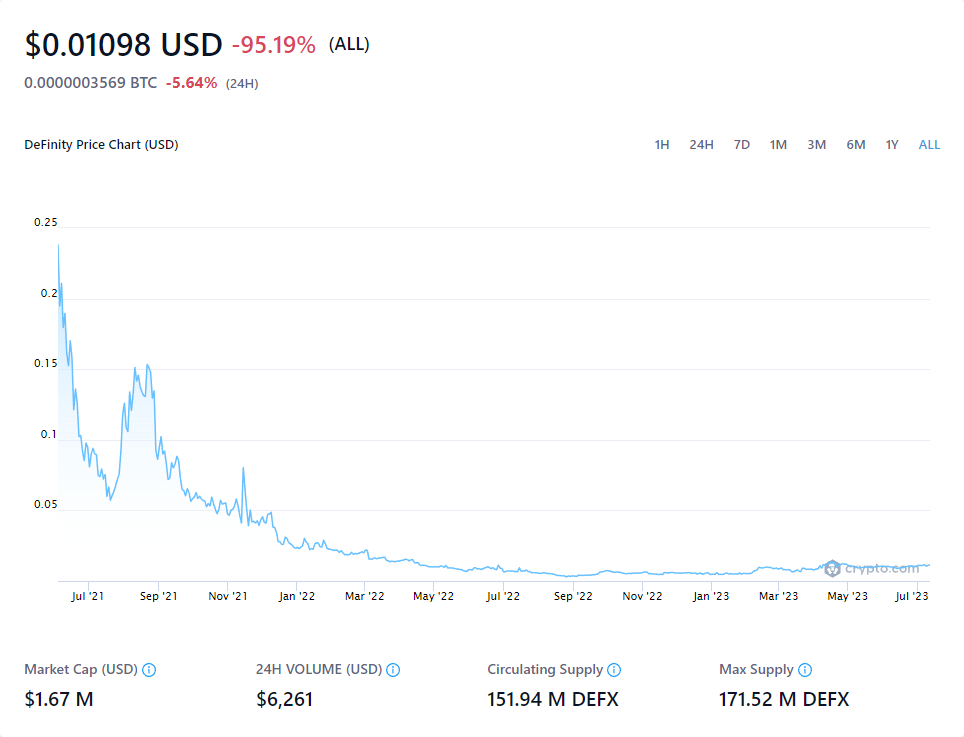 $0.01098 USD -95.19% (ALL)
0.0000003569 BTC -5.64% (24H)
DeFinity Price Chart (USD) 1H 24H 7D 1M 3M 6M 1Y ALL
0.25
0.2
0.15
0.1
0.05
crypto.com
Jul '21 Sep '21 Nov '21 Jan '22 Mar '22 May '22 Jul '22 Sep '22 Nov '22 Jan '23 Mar '23 May '23 Jul '23
Market Cap (USD) 24H VOLUME (USD) Circulating Supply Max Supply
$1.67 M $6,261 151.94 M DEFX 171.52 M DEFX